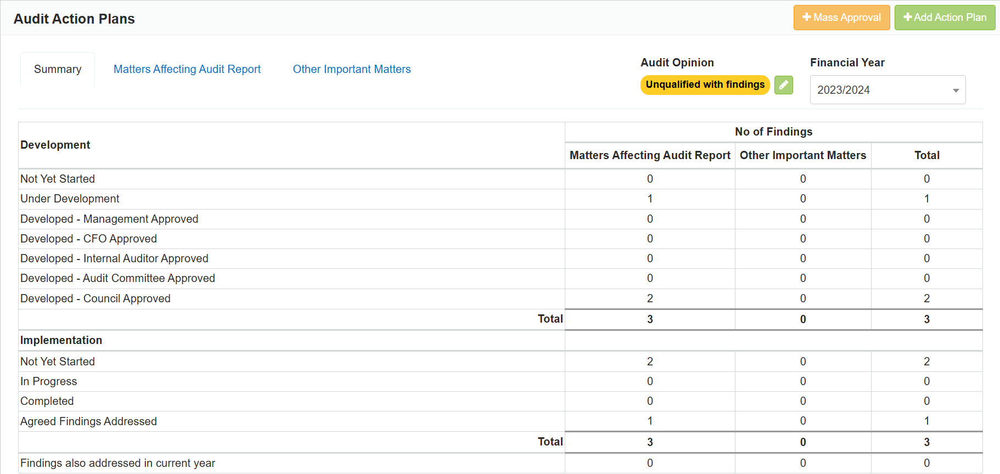 Audit Action Plans
Mass Approval
Add Action Plan
Summary
Matters Affecting Audit Report
Other Important Matters
Audit Opinion
Unqualified with findings
Financial Year
2023/2024
Development
No of Findings
Matters Affecting Audit Report Other Important Matters Total
Not Yet Started 0 0 0
Under Development 1 0 1
Developed - Management Approved 0 0 0
Developed - CFO Approved 0 0 0
Developed - Internal Auditor Approved 0 0 0
Developed - Audit Committee Approved 0 0 0
Developed - Council Approved 2 0 2
Total 3 0 3
Implementation
Not Yet Started 2 0 2
In Progress 0 0 0
Completed 0 0 0
Agreed Findings Addressed 1 0 1
Total 3 0 3
Findings also addressed in current year 0 0 0